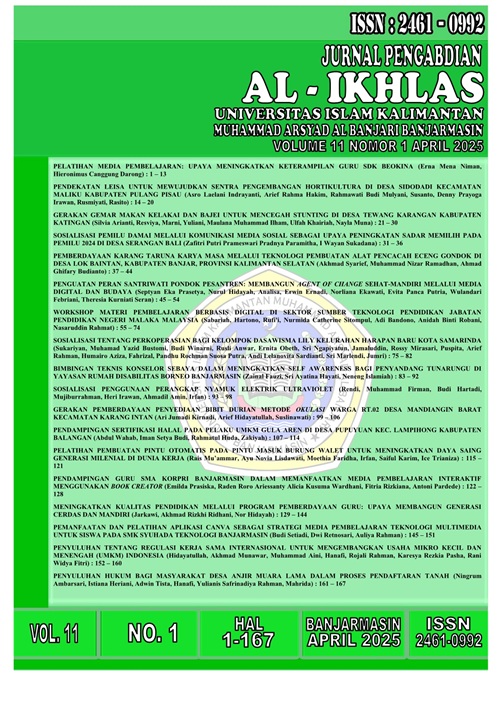 ISSN : 2461 - 0992
JURNAL PENGABDIAN
AL - IKHLAS
UNIVERSITAS ISLAM KALIMANTAN
MUHAMMAD ARSYAD AL BANJARI BANJARMASIN
VOLUME 11 NOMOR 1 APRIL 2025
PELATIHAN MEDIA PEMBELAJARAN: UPAYA MENINGKATKAN KETERAMPILAN GURU SDK BEOKINA (Erna Mena Niman,
Hieronimus Canggung Darong) : 1 – 13
PENDEKATAN LEISA UNTUK MEWUJUDKAN SENTRA PENGEMBANGAN HORTIKULTURA DI DESA SIDODADI KECAMATAN
MALIKU KABUPATEN PULANG PISAU (Asro Laelani Indrayanti, Arief Rahma Hakim, Rahmawati Budi Mulyani, Susanto, Denny Prayoga
Irawan, Rusmiyati, Rasito) : 14 – 20
GERAKAN GEMAR MAKAN KELAKAI DAN BAJEI UNTUK MENCEGAH STUNTING DI DESA TEWANG KARANGAN KABUPATEN
KATINGAN (Silvia Arianti, Resviya, Marni, Yuliani, Maulana Muhammad Ilham, Ulfah Khairiah, Nayla Muna) : 21 – 30
SOSIALISASI PEMILU DAMAI MELALUI KOMUNIKASI MEDIA SOSIAL SEBAGAI UPAYA PENINGKATAN SADAR MEMILIH PADA
PEMILU 2024 DI DESA SERANGAN BALI (Zafitri Putri Prameswari Pradnya Paramitha, I Wayan Sukadana) : 31 – 36
PEMBERDAYAAN KARANG TARUNA KARYA MASA MELALUI TEKNOLOGI PEMBUATAN ALAT PENCACAH ECENG GONDOK DI
DESA LOK BAINTAN, KABUPATEN BANJAR, PROVINSI KALIMANTAN SELATAN (Akhmad Syarief, Muhammad Nizar Ramadhan, Ahmad
Ghifary Budianto) : 37 – 44
PENGUATAN PERAN SANTRIWATI PONDOK PESANTREN: MEMBANGUN AGENT OF CHANGE SEHAT-MANDIRI MELALUI MEDIA
DIGITAL DAN BUDAYA (Septyan Eka Prasetya, Nurul Hidayah, Analisa, Erwin Ernadi, Norliana Ekawati, Evita Panca Putria, Wulandari
Febriani, Theresia Kurniati Seran) : 45 – 54
WORKSHOP MATERI PEMBELAJARAN BERBASIS DIGITAL DI SEKTOR SUMBER TEKNOLOGI PENDIDIKAN JABATAN
PENDIDIKAN NEGERI MALAKA MALAYSIA (Sabariah, Hartono, Rufi'i, Nurmida Catherine Sitompul, Adi Bandono, Anidah Binti Robani,
Nasaruddin Rahmat) : 55 – 74
SOSIALISASI TENTANG PERKOPERASIAN BAGI KELOMPOK DASAWISMA LILY KELURAHAN HARAPAN BARU KOTA SAMARINDA
(Sukariyan, Muhamad Yazid Bustomi, Budi Winarni, Rusli Anwar, Ernita Obeth, Sri Ngapiyatun, Jamaluddin, Rossy Mirasari, Puspita, Arief
Rahman, Humairo Aziza, Fahrizal, Pandhu Rochman Suosa Putra, Andi Lelanovita Sardianti, Sri Marlendi, Jumri) : 75 – 82
BIMBINGAN TEKNIS KONSELOR SEBAYA DALAM MENINGKATKAN SELF AWARENESS BAGI PENYANDANG TUNARUNGU DI
YAYASAN RUMAH DISABILITAS BORNEO BANJARMASIN (Zainal Fauzi, Sri Ayatina Hayati, Neneng Islamiah) : 83 – 92
SOSIALISASI PENGGUNAAN PERANGKAP NYAMUK ELEKTRIK ULTRAVIOLET (Rendi, Muhammad Firman, Budi Hartadi,
Mujiburrahman, Heri Irawan, Ahmadil Amin, Irfan) : 93 – 98
GERAKAN PEMBERDAYAAN PENYEDIAAN BIBIT DURIAN METODE OKULASI WARGA RT.02 DESA MANDIANGIN BARAT
KECAMATAN KARANG INTAN (Ari Jumadi Kirnadi, Arief Hidayatullah, Suslinawati) : 99 – 106
PENDAMPINGAN SERTIFIKASI HALAL PADA PELAKU UMKM GULA AREN DI DESA PUPUYUAN KEC. LAMPIHONG KABUPATEN
BALANGAN (Abdul Wahab, Iman Setya Budi, Rahmatul Huda, Zakiyah) : 107 – 114
PELATIHAN PEMBUATAN PINTU OTOMATIS PADA PINTU MASUK BURUNG WALET UNTUK MENINGKATKAN DAYA SAING
GENERASI MILENIAL DI DUNIA KERJA (Rais Mu'ammar, Ayu Novia Lisdawati, Moethia Faridha, Irfan, Saiful Karim, Ice Trianiza) : 115 –
121
PENDAMPINGAN GURU SMA KORPRI BANJARMASIN DALAM MEMANFAATKAN MEDIA PEMBELAJARAN INTERAKTIF
MENGGUNAKAN BOOK CREATOR (Emilda Prasiska, Raden Roro Ariessanty Alicia Kusuma Wardhani, Fitria Rizkiana, Antoni Pardede) : 122 –
128
MENINGKATKAN KUALITAS PENDIDIKAN MELALUI PROGRAM PEMBERDAYAAN GURU: UPAYA MEMBANGUN GENERASI
CERDAS DAN MANDIRI (Jarkawi, Akhmad Rizkhi Ridhani, Nor Hidayah) : 129 – 144
PEMANFAATAN DAN PELATIHAN APLIKASI CANVA SEBAGAI STRATEGI MEDIA PEMBELAJARAN TEKNOLOGI MULTIMEDIA
UNTUK SISWA PADA SMK SYUHADA TEKNOLOGI BANJARMASIN (Budi Setiadi, Dwi Retnosari, Auliya Rahman) : 145 – 151
PENYULUHAN TENTANG REGULASI KERJA SAMA INTERNASIONAL UNTUK MENGEMBANGKAN USAHA MIKRO KECIL DAN
MENENGAH (UMKM) INDONESIA (Hidayatullah, Akhmad Munawar, Muhammad Aini, Hanafi, Rojali Rahman, Karesya Rezkia Pasha, Rani
Widya Fitri) : 152 – 160
PENYULUHAN HUKUM BAGI MASYARAKAT DESA ANJIR MUARA LAMA DALAM PROSES PENDAFTARAN TANAH (Ningrum
Ambarsari, Istiana Heriani, Adwin Tista, Hanafi, Yulianis Safrinadiya Rahman, Mahrida) : 161 – 167
VOL. 11
NO. 1
HAL
1-167
BANJARMASIN
APRIL 2025
ISSN
2461-0992